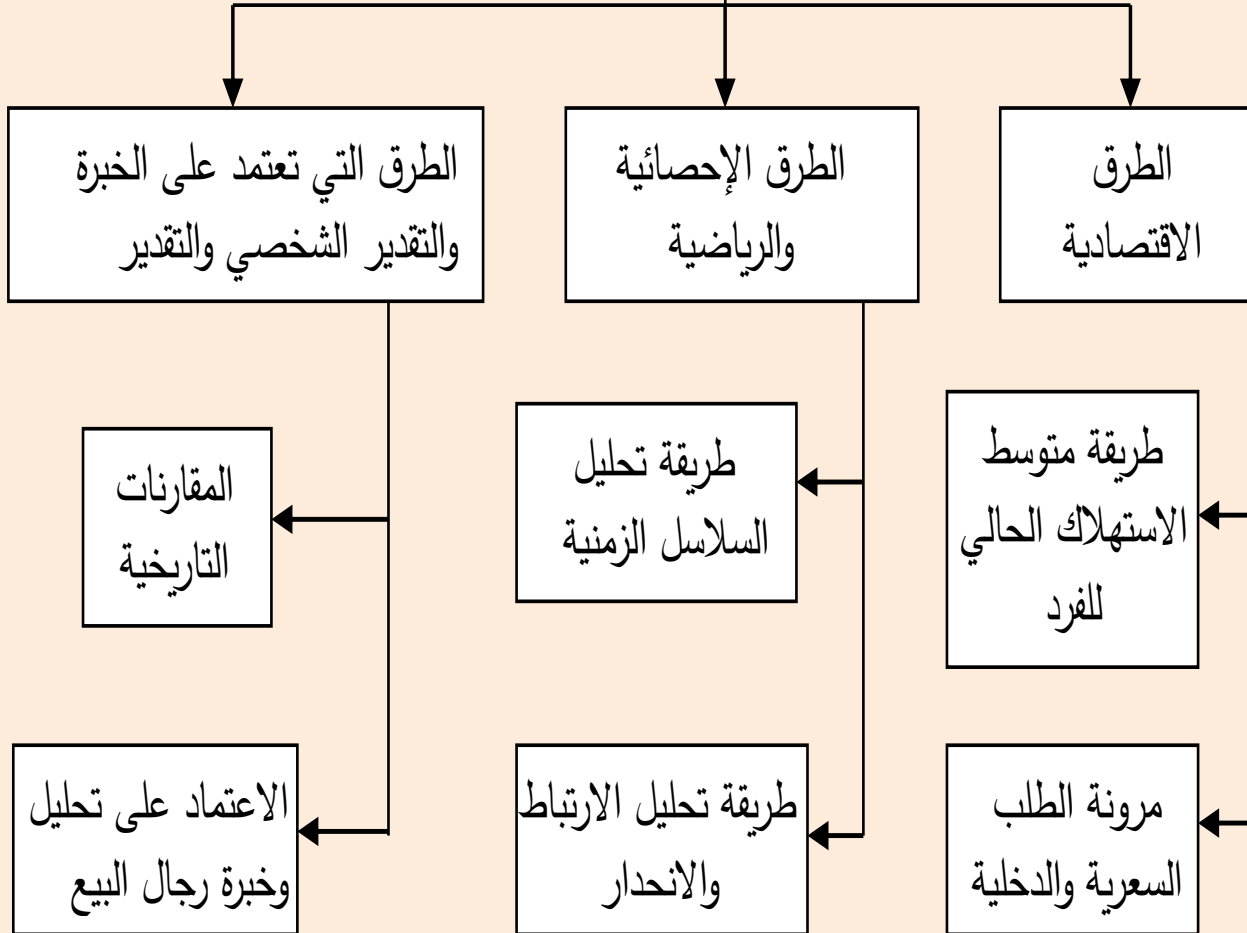 الطرق
الاقتصادية
الطرق الإحصائية
والرياضية
الطرق التي تعتمد على الخبرة
والتقدير الشخصي والتقدير
طريقة متوسط
الاستهلاك الحالي
للفرد
طريقة تحليل
السلاسل الزمنية
المقارنات
التاريخية
مرونة الطلب
السعرية والدخلية
طريقة تحليل الارتباط
والانحدار
الاعتماد على تحليل
وخبرة رجال البيع